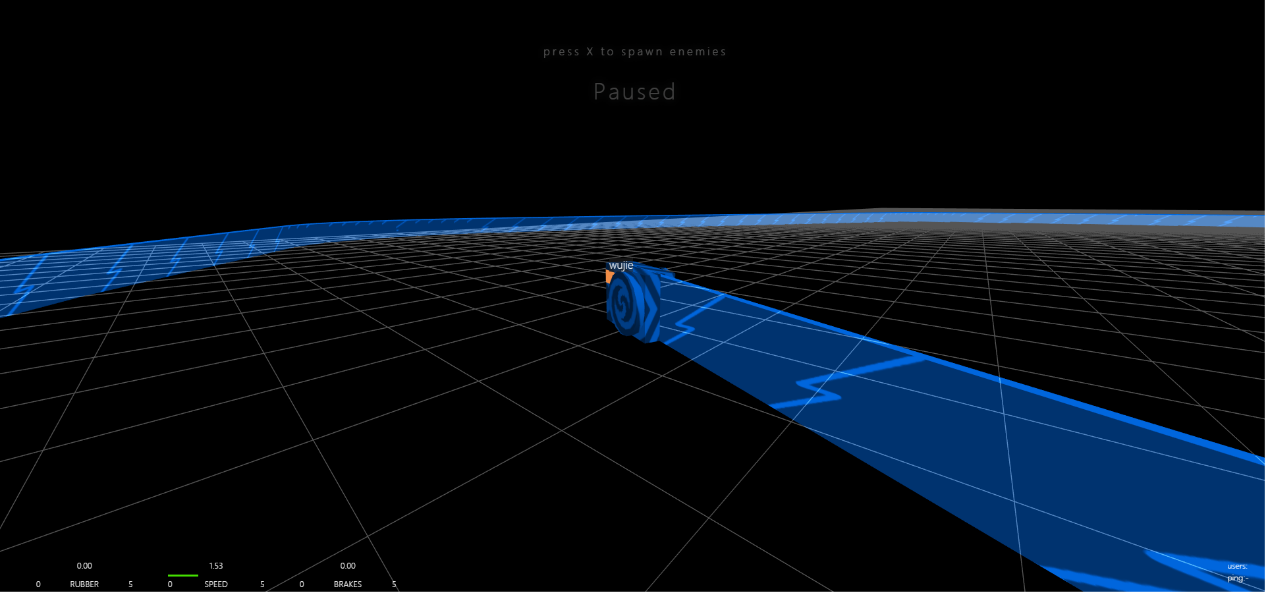 press X to spawn enemies
Paused
wujie
0.00 1.53 0.00
0 RUBBER 5 0 SPEED 5 0 BRAKES 5
users:
ping:-